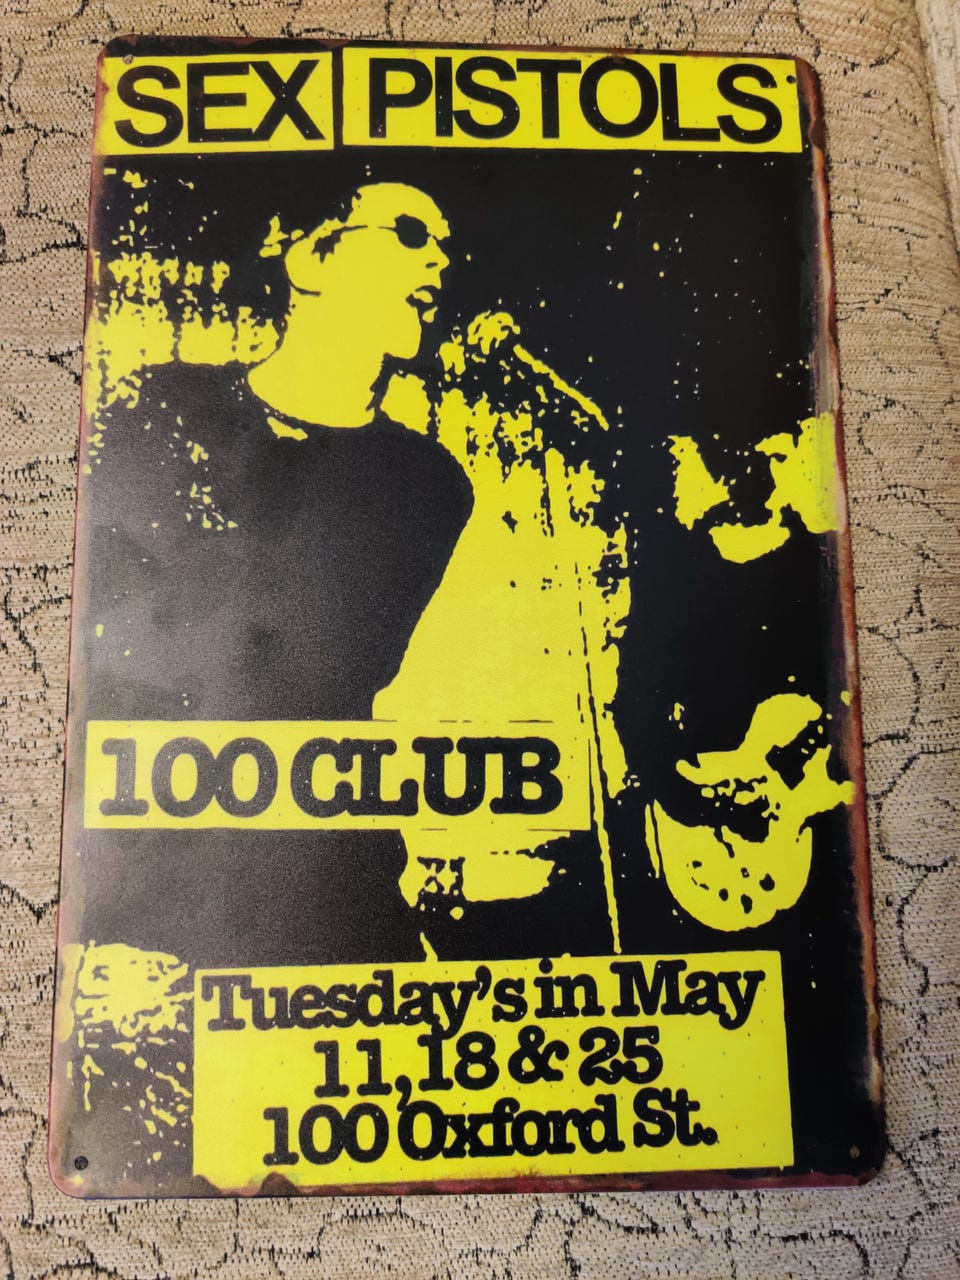 SEX PISTOLS
100 CLUB
Tuesday's in May
11,18 & 25
100 Oxford St.